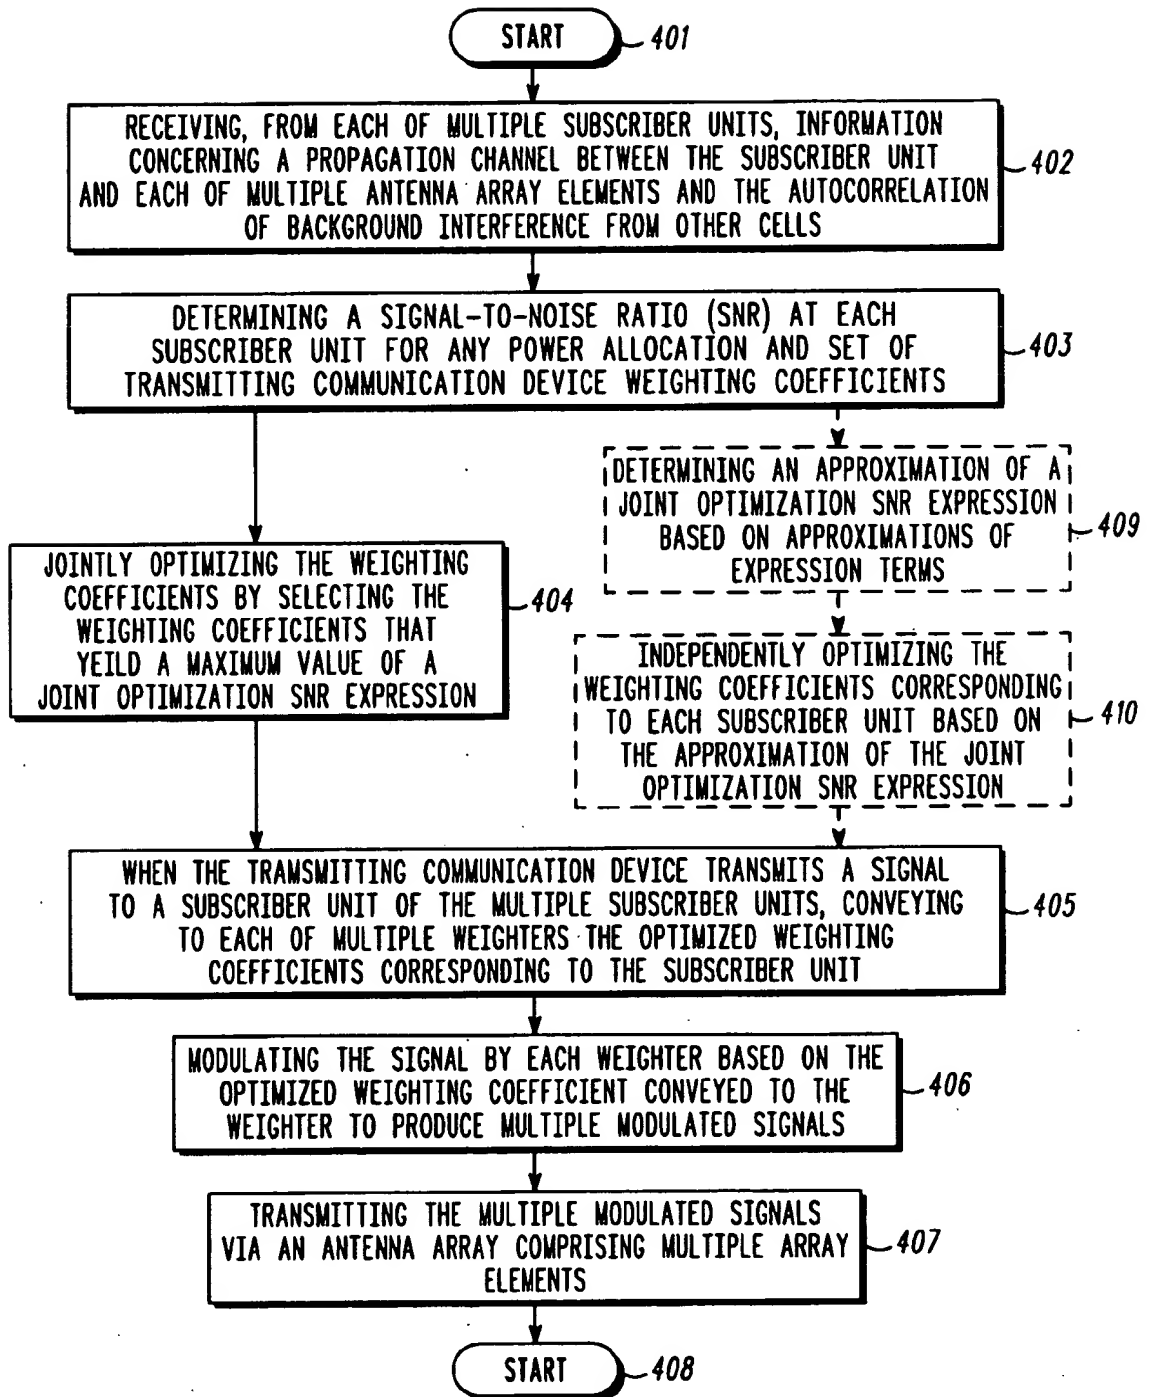 START
401
RECEIVING, FROM EACH OF MULTIPLE SUBSCRIBER UNITS, INFORMATION
CONCERNING A PROPAGATION CHANNEL BETWEEN THE SUBSCRIBER UNIT
AND EACH OF MULTIPLE ANTENNA ARRAY ELEMENTS AND THE AUTOCORRELATION
OF BACKGROUND INTERFERENCE FROM OTHER CELLS
402
DETERMINING A SIGNAL-TO-NOISE RATIO (SNR) AT EACH
SUBSCRIBER UNIT FOR ANY POWER ALLOCATION AND SET OF
TRANSMITTING COMMUNICATION DEVICE WEIGHTING COEFFICIENTS
403
JOINTLY OPTIMIZING THE WEIGHTING
COEFFICIENTS BY SELECTING THE
WEIGHTING COEFFICIENTS THAT
YEILD A MAXIMUM VALUE OF A
JOINT OPTIMIZATION SNR EXPRESSION
404
DETERMINING AN APPROXIMATION OF A
JOINT OPTIMIZATION SNR EXPRESSION
BASED ON APPROXIMATIONS OF
EXPRESSION TERMS
409
INDEPENDENTLY OPTIMIZING THE
WEIGHTING COEFFICIENTS CORRESPONDING
TO EACH SUBSCRIBER UNIT BASED ON
THE APPROXIMATION OF THE JOINT
OPTIMIZATION SNR EXPRESSION
410
WHEN THE TRAMSMITTING COMMUNICATION DEVICE TRANSMITS A SIGNAL
TO A SUBSCRIBER UNIT OF THE MULTIPLE SUBSCRIBER UNITS, CONVEYING
TO EACH OF MULTIPLE WEIGHTERS THE OPTIMIZED WEIGHTING
COEFFICIENTS CORRESPONDING TO THE SUBSCRIBER UNIT
405
MODULATING THE SIGNAL BY EACH WEIGHTER BASED ON THE
OPTIMIZED WEIGHTING COEFFICIENT CONVEYED TO THE
WEIGHTER TO PRODUCE MULTIPLE MODULATED SIGNALS
406
TRANSMITTING THE MULTIPLE MODULATED SIGNALS
VIA AN ANTENNA ARRAY COMPRISING MULTIPLE ARRAY
ELEMENTS
407
START
408